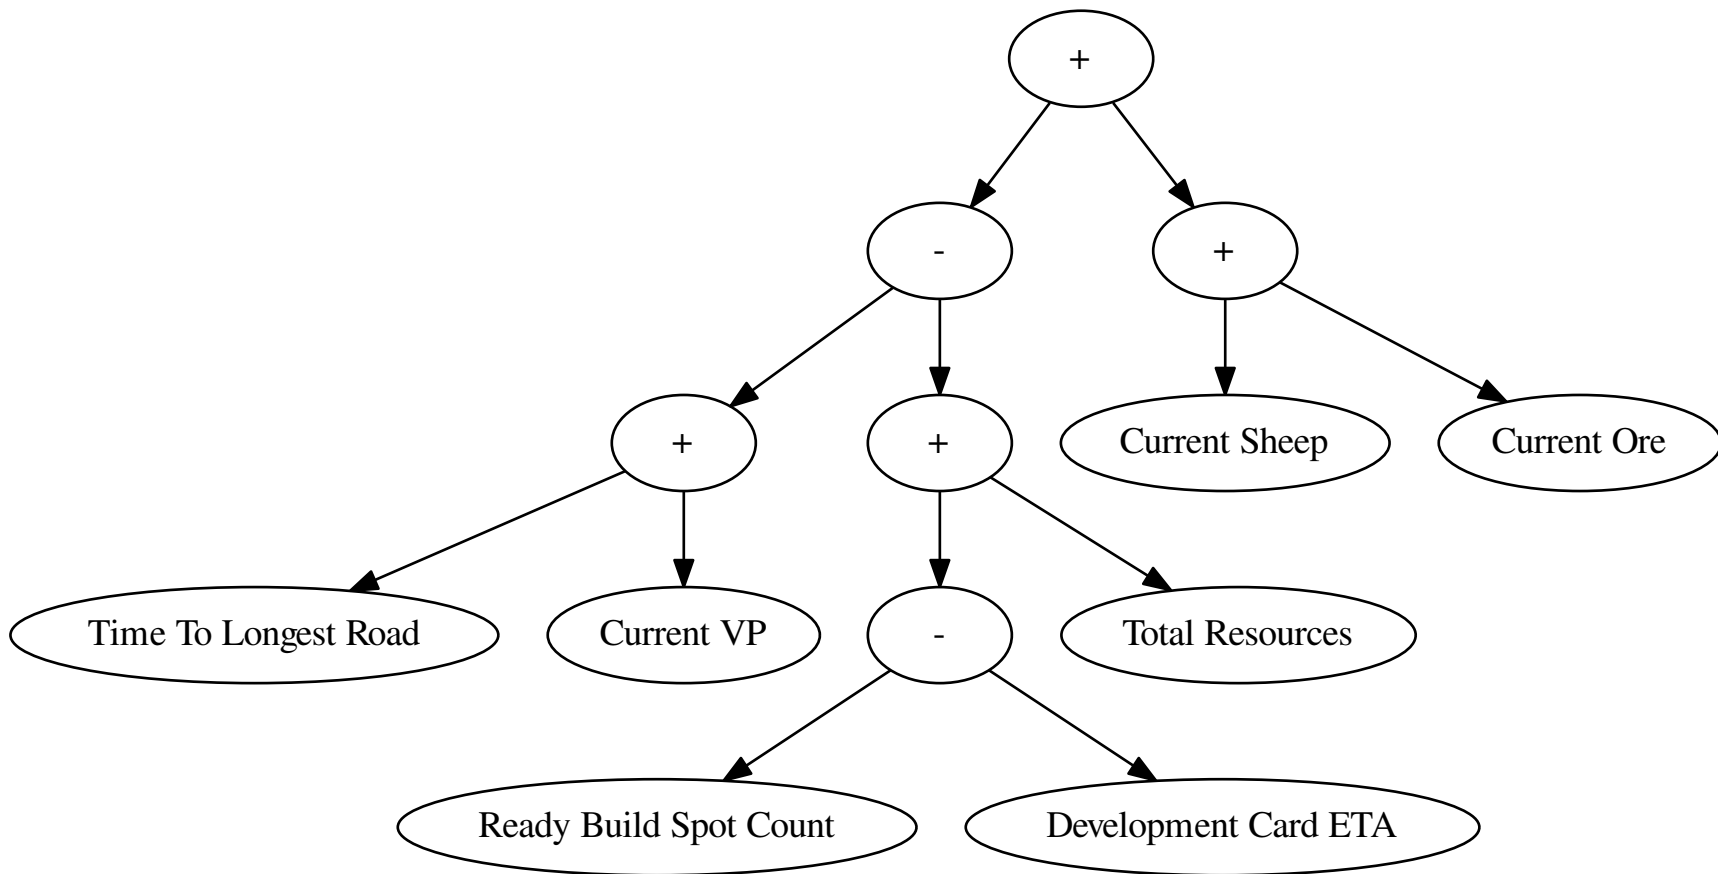 +
-
+
+
+
Current Sheep
Current Ore
Time To Longest Road
Current VP
-
Total Resources
Ready Build Spot Count
Development Card ETA